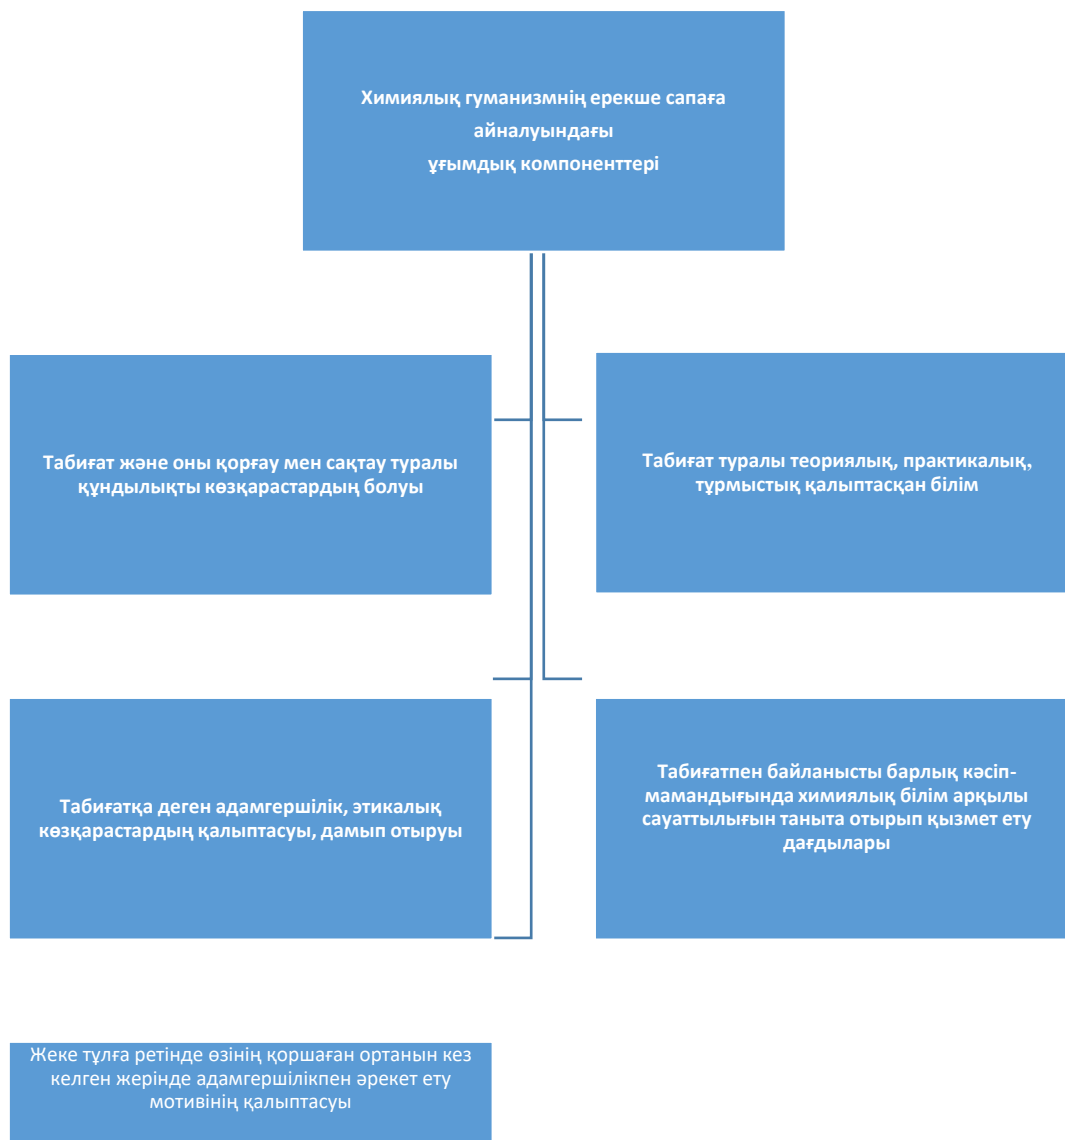 Химиялық гуманизмнің ерекше сапаға
айналуындағы
ұғымдық компоненттері
Табиғат және оны қорғау мен сақтау туралы
құндылықты көзқарастардың болуы
Табиғат туралы теориялық, практикалық,
тұрмыстық қалыптасқан білім
Табиғатқа деген адамгершілік, этикалық
көзқарастардың қалыптасуы, дамып отыруы
Табиғатпен байланысты барлық кәсіп-
мамандығында химиялық білім арқылы
сауаттылығын таныта отырып қызмет ету
дағдылары
Жеке тұлға ретінде өзінің қоршаған ортанын кез
келген жерінде адамгершілікпен әрекет ету
мотивінің қалыптасуы